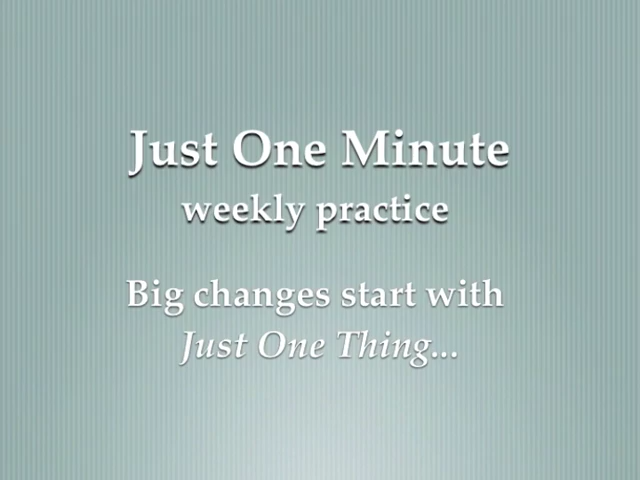 Just One Minute
weekly practice
Big changes start with
Just One Thing...